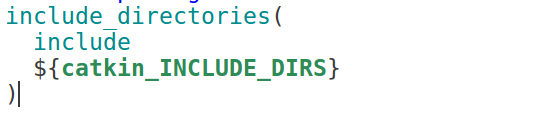 include_directories(
  include
  ${catkin_INCLUDE_DIRS}
)